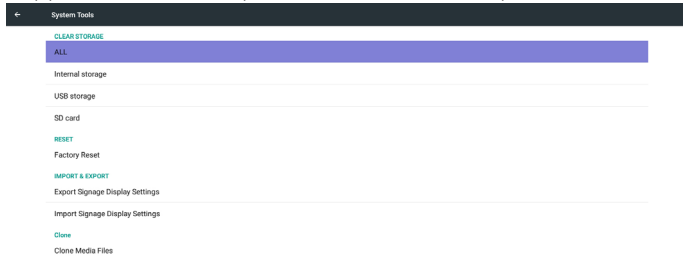 System Tools
CLEAR STORAGE
ALL
Internal storage
USB storage
SD card
RESET
Factory Reset
IMPORT & EXPORT
Export Signage Display Settings
Import Signage Display Settings
Clone
Clone Media Files